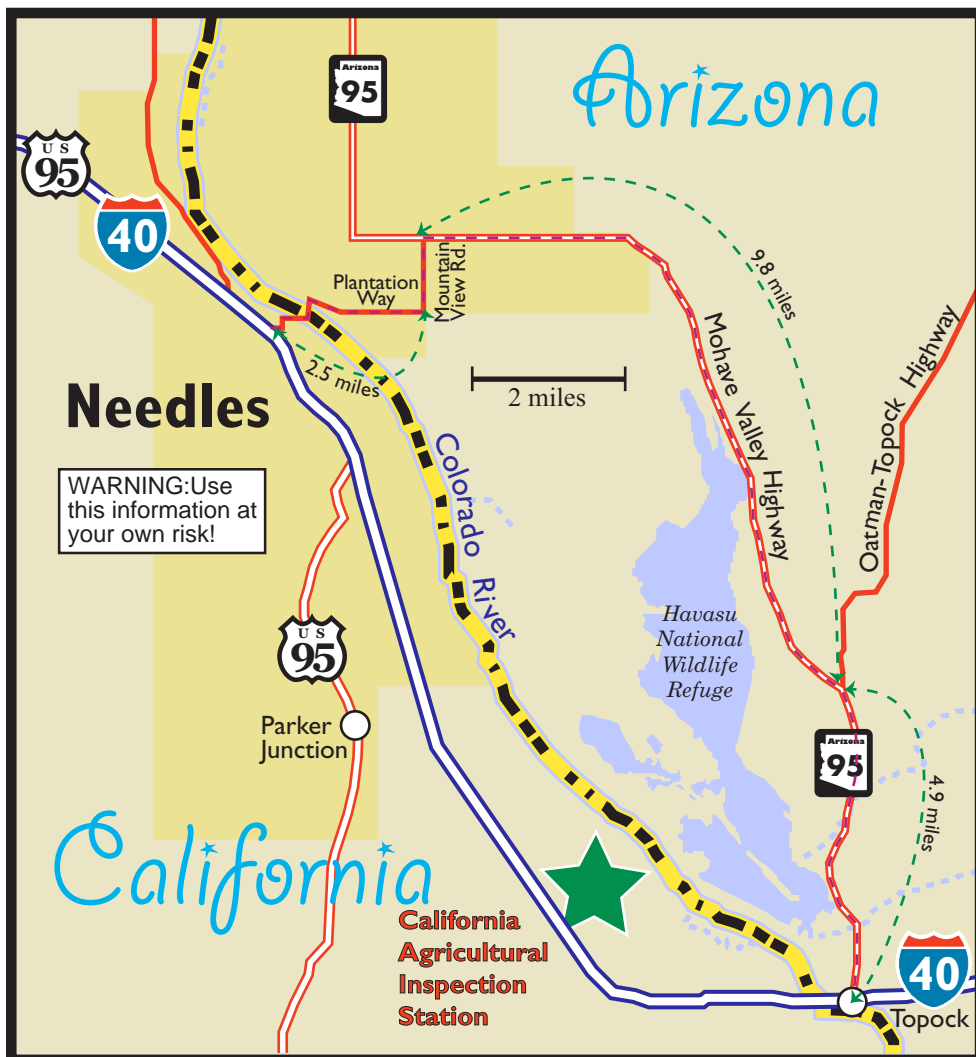 Arizona
Arizona
95
U S
95
40
Plantation
Way
Mountain
View Rd.
9.8 miles
2.5 miles
2 miles
Needles
Mohave Valley Highway
Oatman-Topock Highway
WARNING:Use
this information at
your own risk!
Colorado River
Havasu
National
Wildlife
Refuge
U S
95
Parker
Junction
Arizona
95
4.9 miles
California
California
Agricultural
Inspection
Station
40
Topock